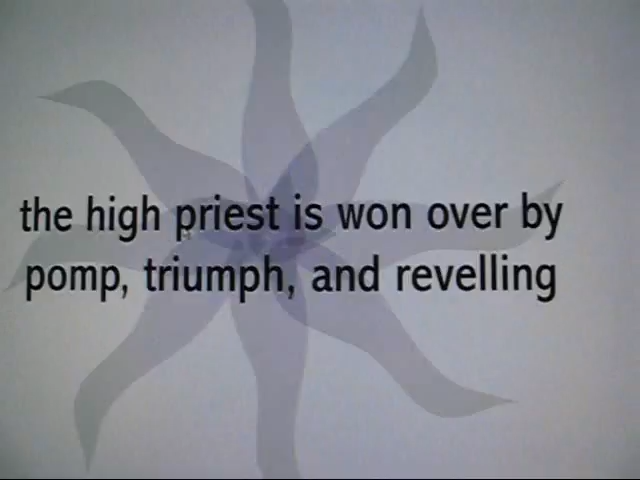 the high priest is won over by
pomp, triumph, and revelling